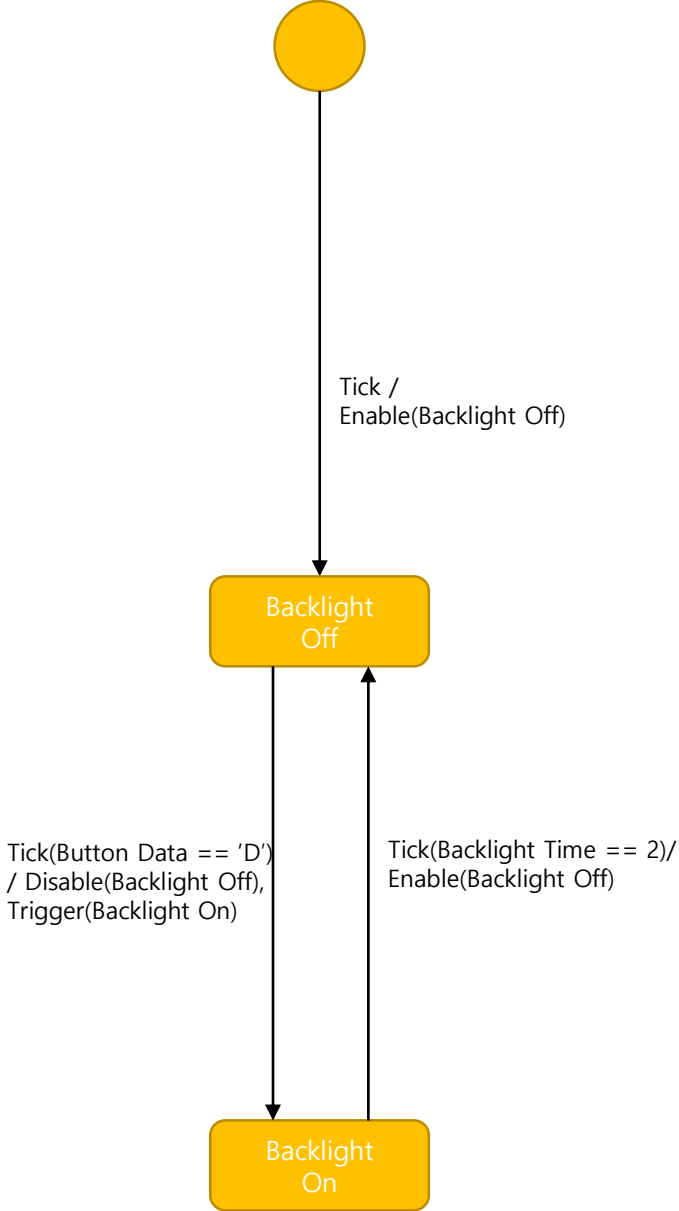 Tick /
Enable(Backlight Off)
Backlight
Off
Tick(Button Data == ‘D’)
/ Disable(Backlight Off),
Trigger(Backlight On)
Tick(Backlight Time == 2)/
Enable(Backlight Off)
Backlight
On